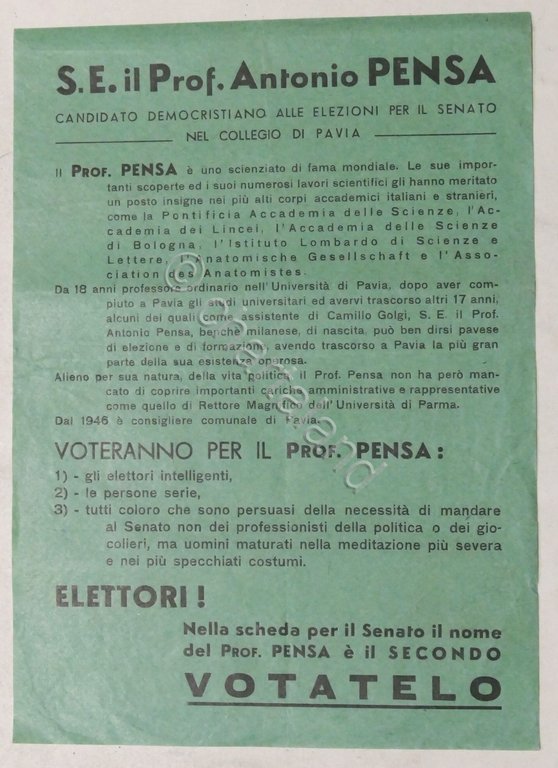 S.E. il Prof. Antonio PENSA
CANDIDATO DEMOCRISTIANO ALLE ELEZIONI PER IL SENATO
NEL COLLEGIO DI PAVIA
Il PROF. PENSA è uno scienziato di fama mondiale. Le sue impor-
tanti scoperte ed i suoi numerosi lavori scientifici gli hanno meritato
un posto insigne nei più alti corpi accademici italiani e stranieri,
come la Pontificia Accademia delle Scienze, l'Ac-
cademia dei Lincei, l'Accademia delle Scienze
di Bologna, l'Istituto Lombardo di Scienze e
Lettere, l'Anatomische Gesellschaft e l'Asso-
ciation des Anatomistes.
Da 18 anni professore ordinario nell'Università di Pavia, dopo aver com-
piuto a Pavia gli studi universitari ed avervi trascorso altri 17 anni,
alcuni dei quali come assistente di Camillo Golgi, S. E. il Prof.
Antonio Pensa, benchè milanese, di nascita, può ben dirsi pavese
di elezione e di formazione, avendo trascorso a Pavia la più gran
parte della sua esistenza operosa.
Alieno per sua natura, della vita politica, il Prof. Pensa non ha però man-
cato di coprire importanti cariche amministrative e rappresentative
come quello di Rettore Magnifico dell'Università di Parma.
Dal 1946 è consigliere comunale di Pavia.
VOTERANNO PER IL PROF. PENSA:
1) - gli elettori intelligenti,
2) - le persone serie,
3) - tutti coloro che sono persuasi della necessità di mandare
al Senato non dei professionisti della politica o dei gio-
colieri, ma uomini maturati nella meditazione più severa
e nei più specchiati costumi.
ELETTORI!
Nella scheda per il Senato il nome
del PROF. PENSA è il SECONDO
VOTATELO